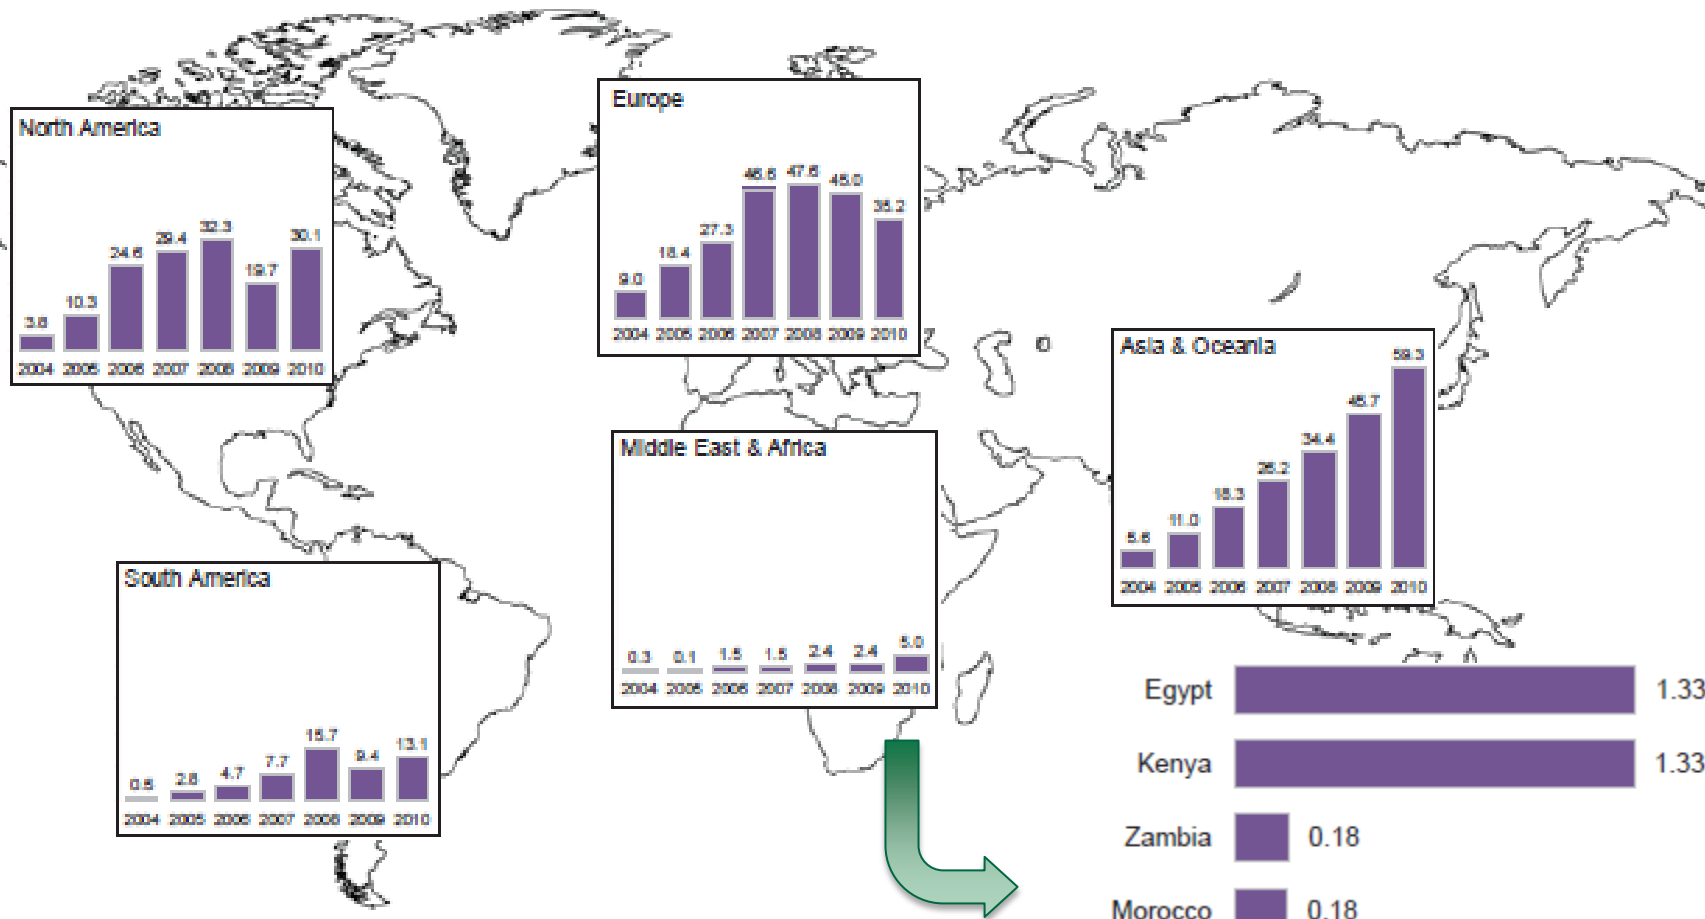 North America
3.8 10.3 24.6 29.4 32.3 19.7 30.1
2004 2005 2006 2007 2008 2009 2010
Europe
9.0 18.4 27.3 46.6 47.6 45.0 35.2
2004 2005 2006 2007 2008 2009 2010
Asia & Oceania
5.6 11.0 18.3 26.2 34.4 45.7 59.3
2004 2005 2006 2007 2008 2009 2010
Middle East & Africa
0.3 0.1 1.5 1.5 2.4 2.4 5.0
2004 2005 2006 2007 2008 2009 2010
South America
0.5 2.8 4.7 7.7 15.7 9.4 13.1
2004 2005 2006 2007 2008 2009 2010
Egypt 1.33
Kenya 1.33
Zambia 0.18
Morocco 0.18